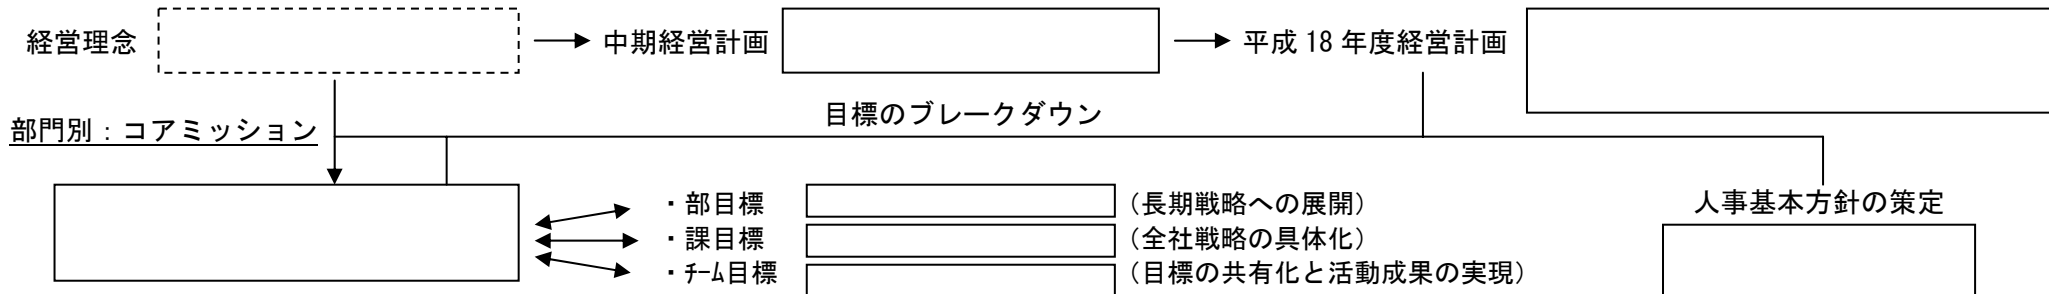 経営理念
中期経営計画
平成18年度経営計画
目標のブレークダウン
部門別：コアミッション
・部目標
（長期戦略への展開）
人事基本方針の策定
・課目標
（全社戦略の具体化）
・ﾁｰﾑ目標
（目標の共有化と活動成果の実現）